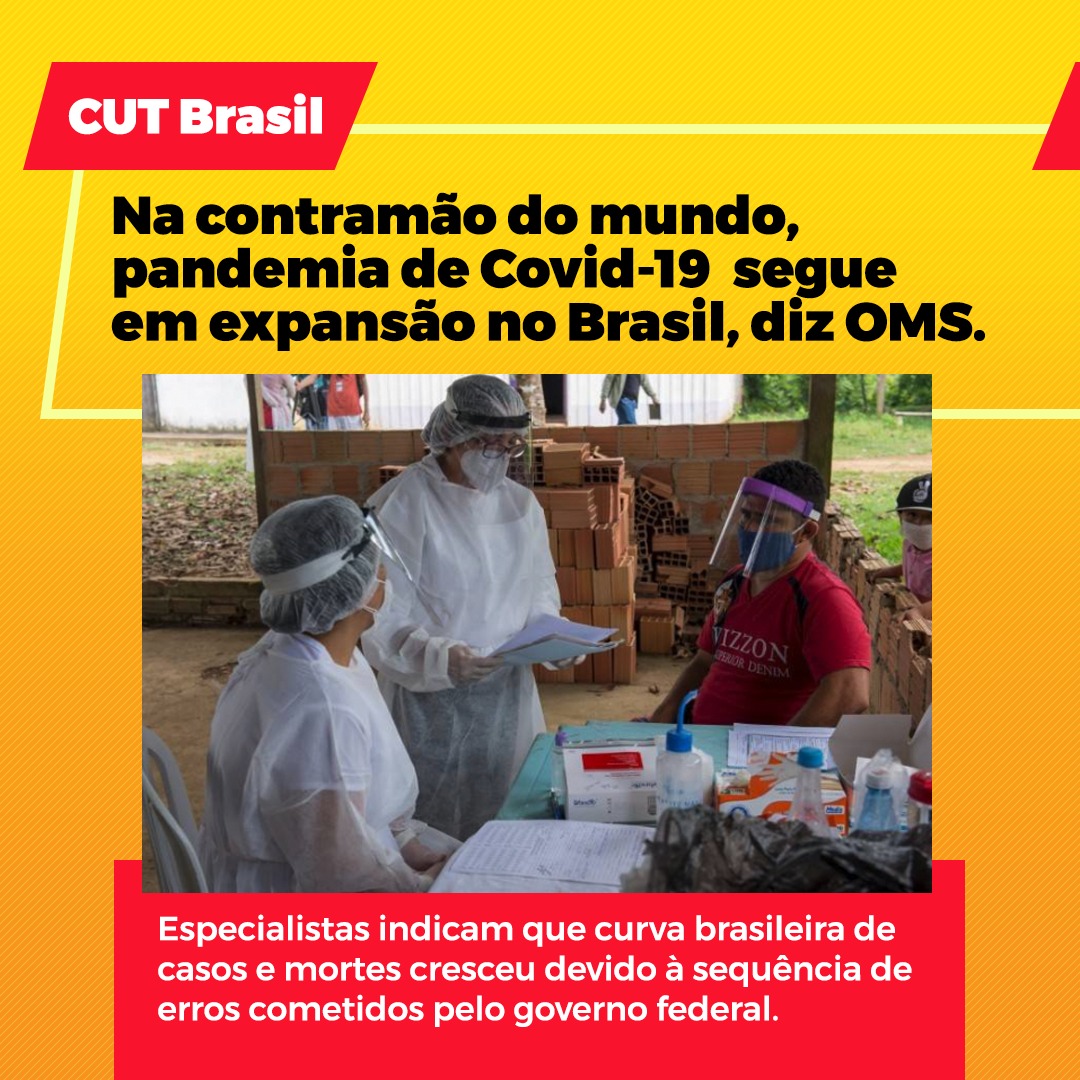 CUT Brasil
Na contramão do mundo,
pandemia de Covid-19 segue
em expansão no Brasil, diz OMS.
VIZZON
SUPERIOR DENIM
Especialistas indicam que curva brasileira de
casos e mortes cresceu devido à sequência de
erros cometidos pelo governo federal.